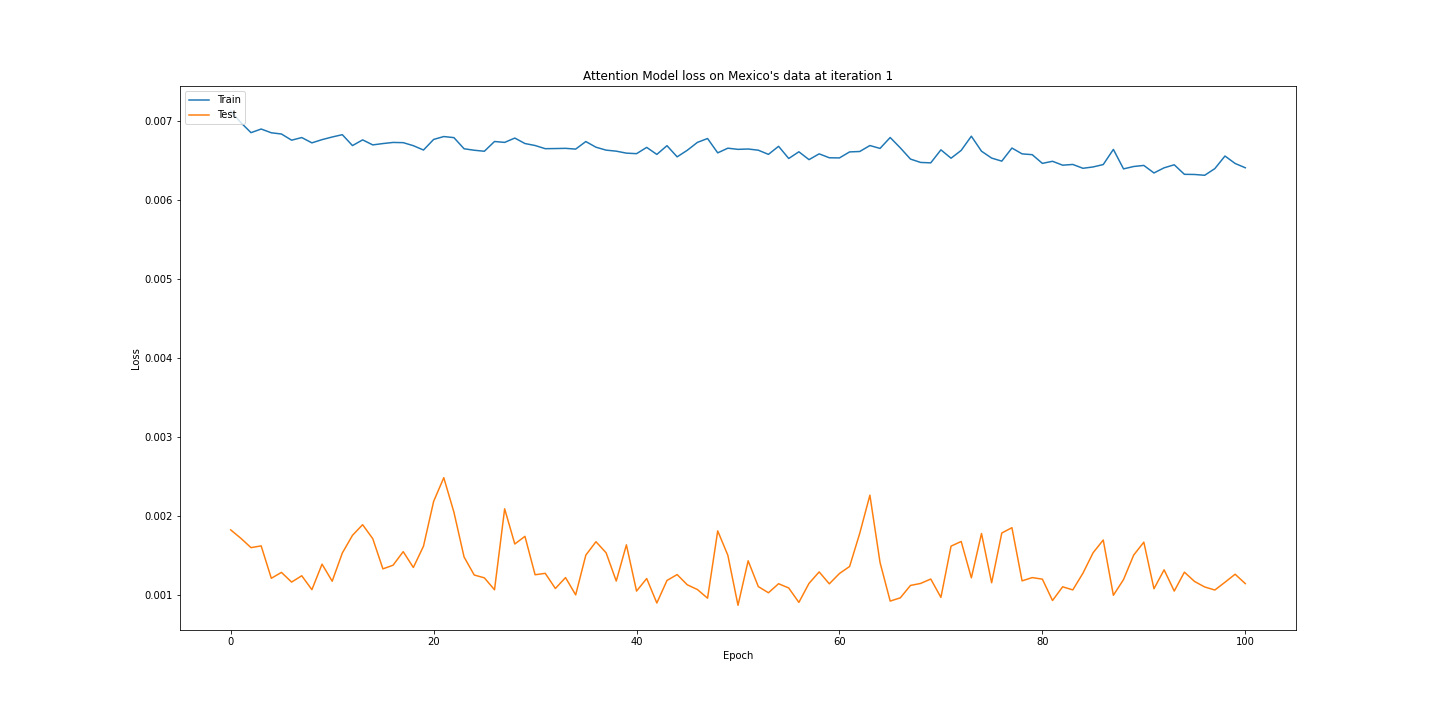 Attention Model loss on Mexico's data at iteration 1
Train
Test
0.007
0.006
0.005
0.004
0.003
0.002
0.001
Loss
0 20 40 60 80 100
Epoch